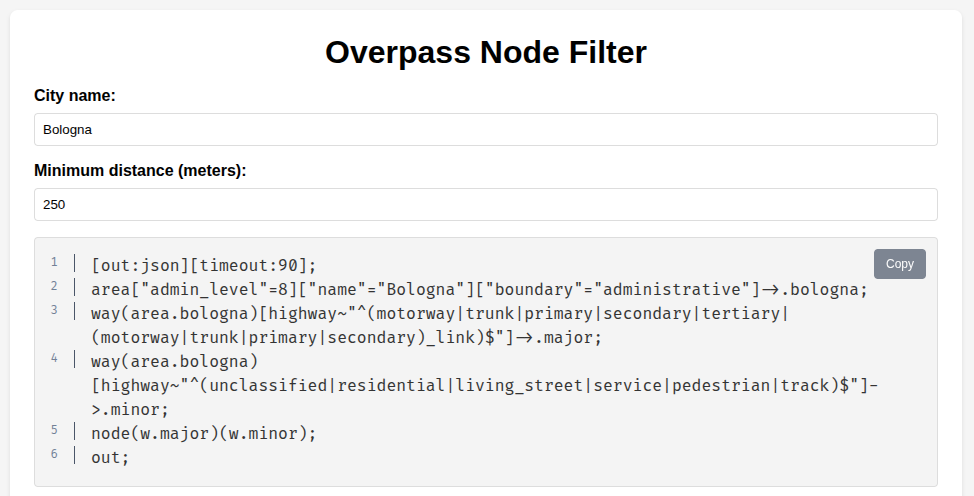 Overpass Node Filter
City name:
Bologna
Minimum distance (meters):
250
Copy
1 [out:json][timeout:90];
2 area["admin_level"=8]["name"="Bologna"]["boundary"="administrative"]->.bologna;
3 way(area.bologna)[highway~"^(motorway|trunk|primary|secondary|tertiary|
(motorway|trunk|primary|secondary)_link)$"]->.major;
4 way(area.bologna)
[highway~"^(unclassified|residential|living_street|service|pedestrian|track)$"]-
>.minor;
5 node(w.major)(w.minor);
6 out;